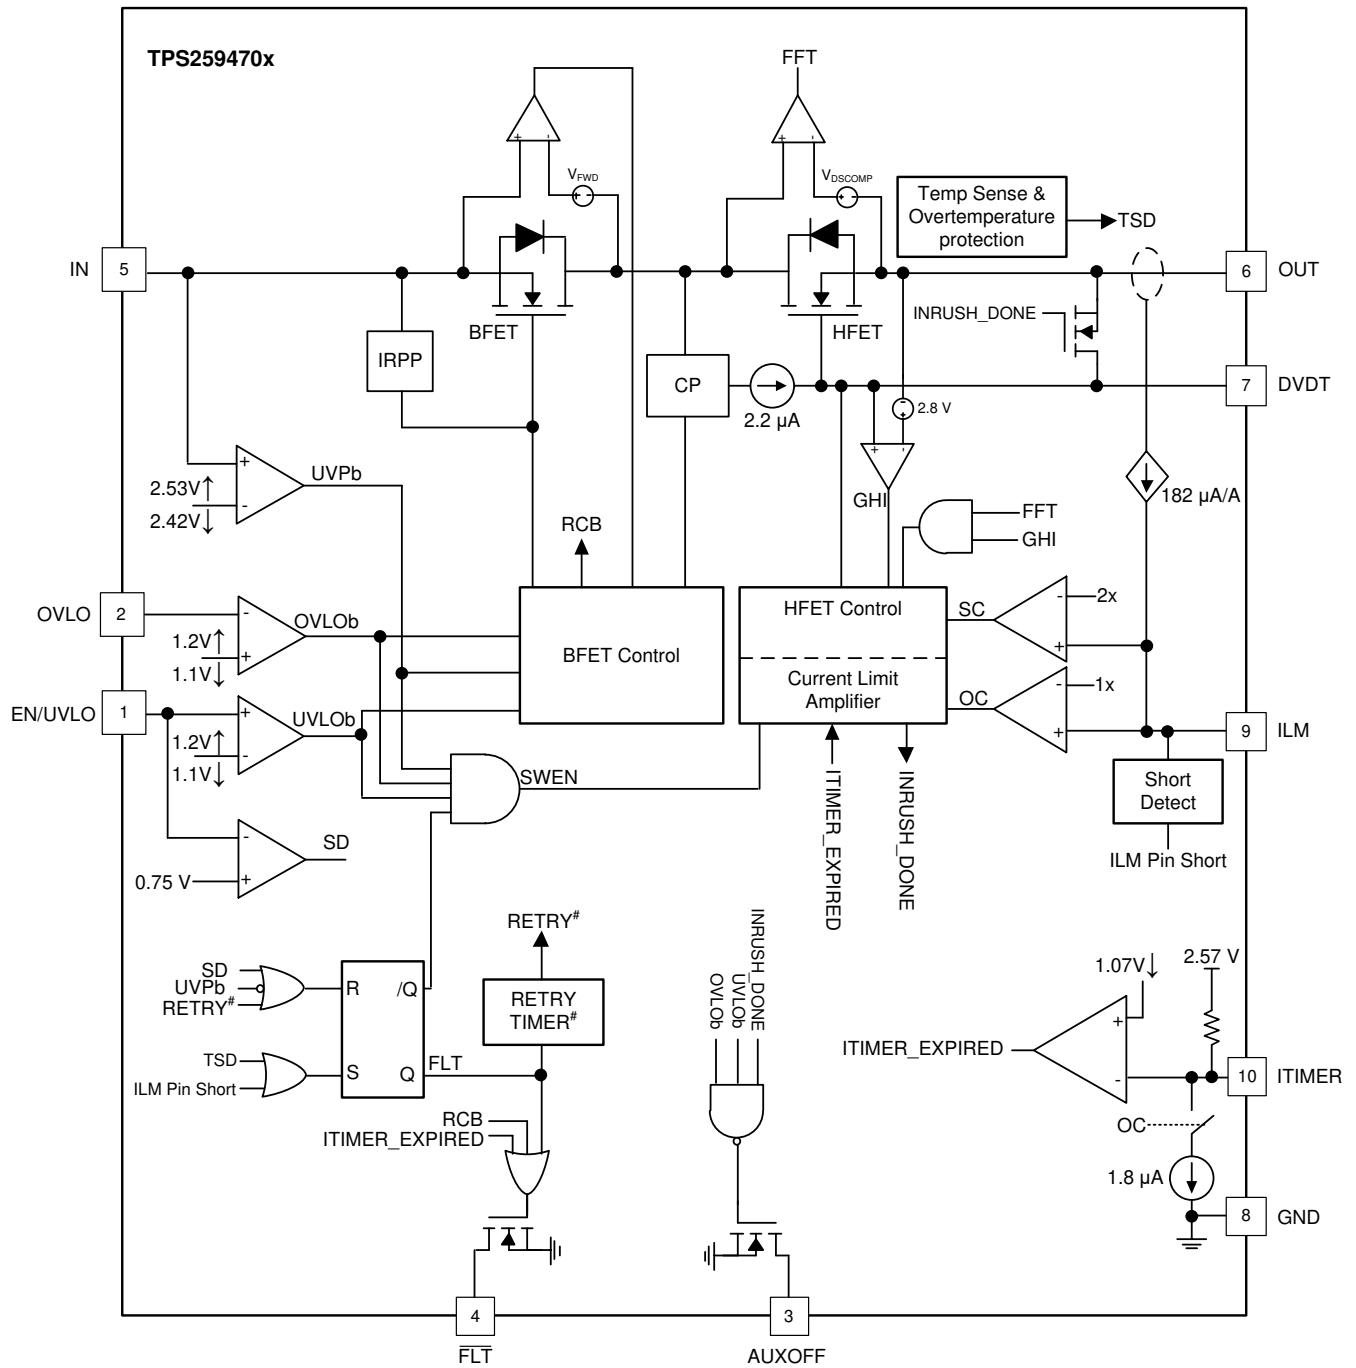 TPS259470x
FFT
+
-
VFWD
+
-
+
-
VDSCOMP
+
-
Temp Sense &
Overtemperature
protection
TSD
IN
5
6
OUT
BFET
HFET
INRUSH_DONE
IRPP
CP
2.2 µA
7
DVDT
2.8 V
-
+
+
-
GHI
UVPb
+
-
2.53V↑
2.42V↓
182 µA/A
RCB
FFT
GHI
OVLO
2
-
+
1.2V↑
1.1V↓
OVLOb
BFET Control
HFET Control
Current Limit
Amplifier
SC
-
+
2x
OC
-
+
1x
EN/UVLO
1
+
-
1.2V↑
1.1V↓
UVLOb
9
ILM
SWEN
ITIMER_EXPIRED
INRUSH_DONE
Short
Detect
ILM Pin Short
-
+
0.75 V
SD
RETRY#
RETRY
TIMER#
SD
UVPb
RETRY#
R
/Q
S
Q
FLT
TSD
ILM Pin Short
OVLOb
UVLOb
INRUSH_DONE
1.07V↓
2.57 V
ITIMER_EXPIRED
+
-
10
ITIMER
RCB
ITIMER_EXPIRED
OC
1.8 µA
8
GND
4
FLT
3
AUXOFF